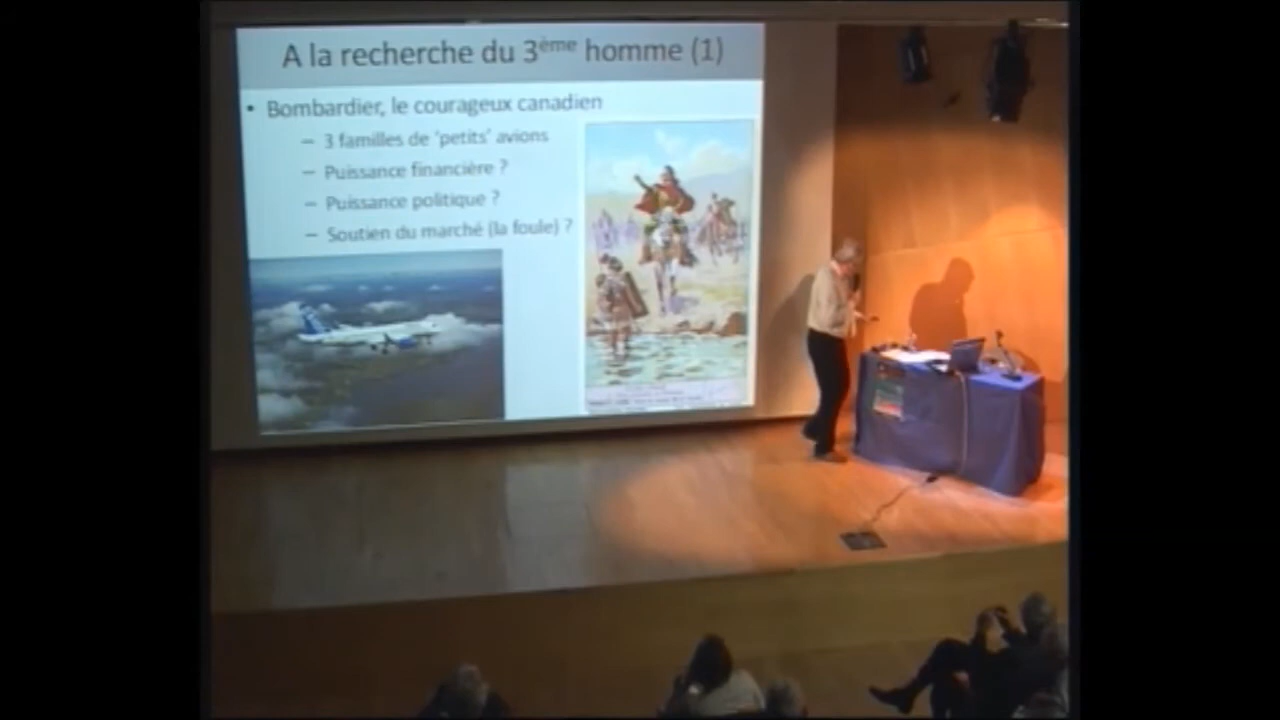 A la recherche du 3ème homme (1)
• Bombardier, le courageux canadien
– 3 familles de 'petits' avions
– Puissance financière ?
– Puissance politique ?
– Soutien du marché (la foule) ?